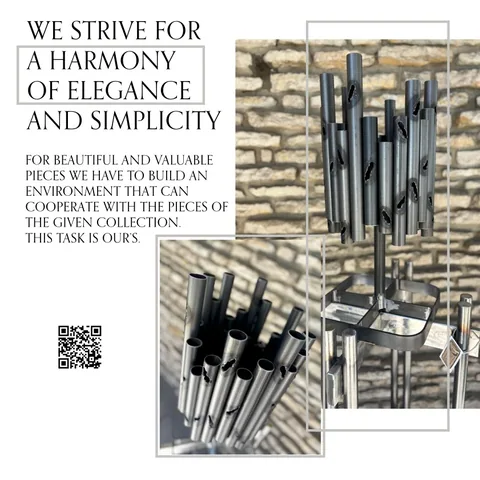 WE STRIVE FOR
A HARMONY
OF ELEGANCE
AND SIMPLICITY
FOR BEAUTIFUL AND VALUABLE
PIECES WE HAVE TO BUILD AN
ENVIRONMENT THAT CAN
COOPERATE WITH THE PIECES OF
THE GIVEN COLLECTION.
THIS TASK IS OUR'S.